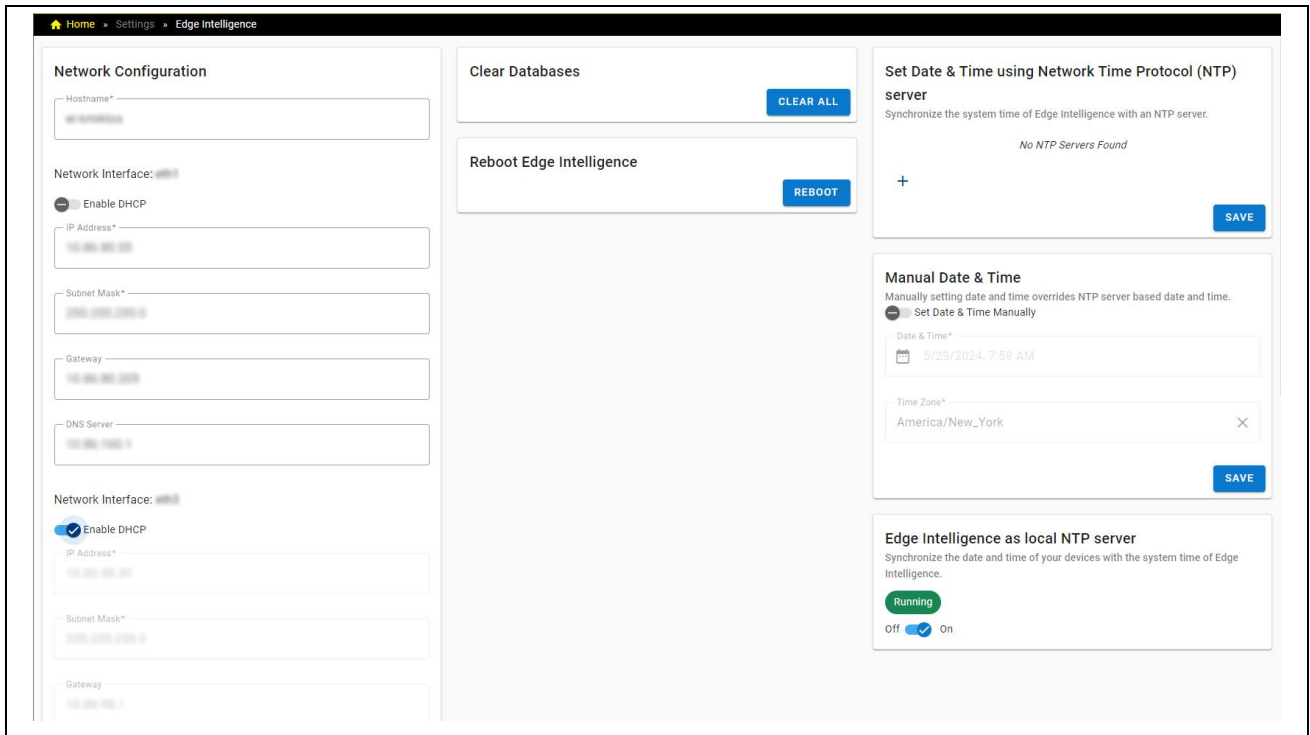 Home » Settings » Edge Intelligence
Network Configuration
Hostname*
Network Interface:
Enable DHCP
IP Address*
Subnet Mask*
Gateway
DNS Server
Network Interface:
Enable DHCP
IP Address*
Subnet Mask*
Gateway
Clear Databases
CLEAR ALL
Reboot Edge Intelligence
REBOOT
Set Date & Time using Network Time Protocol (NTP)
server
Synchronize the system time of Edge Intelligence with an NTP server.
No NTP Servers Found
+
SAVE
Manual Date & Time
Manually setting date and time overrides NTP server based date and time.
Set Date & Time Manually
Date & Time*
5/29/2024, 7:59 AM
Time Zone*
America/New_York
SAVE
Edge Intelligence as local NTP server
Synchronize the date and time of your devices with the system time of Edge
Intelligence.
Running
Off On